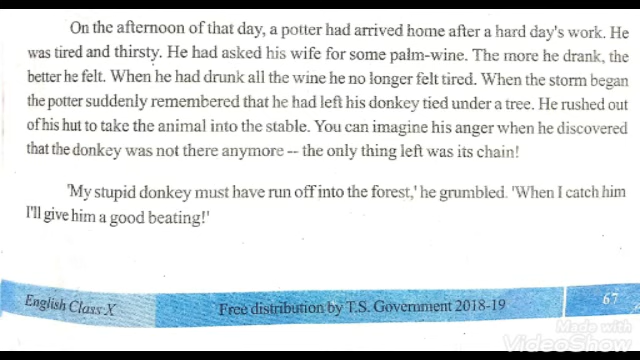 On the afternoon of that day, a potter had arrived home after a hard day's work. He
was tired and thirsty. He had asked his wife for some palm-wine. The more he drank, the
better he felt. When he had drunk all the wine he no longer felt tired. When the storm began
the potter suddenly remembered that he had left his donkey tied under a tree. He rushed out
of his hut to take the animal into the stable. You can imagine his anger when he discovered
that the donkey was not there anymore -- the only thing left was its chain!
'My stupid donkey must have run off into the forest,' he grumbled. 'When I catch him
I'll give him a good beating!'
English Class X
Free distribution by T.S. Government 2018-19
67
Made with
VideoShow